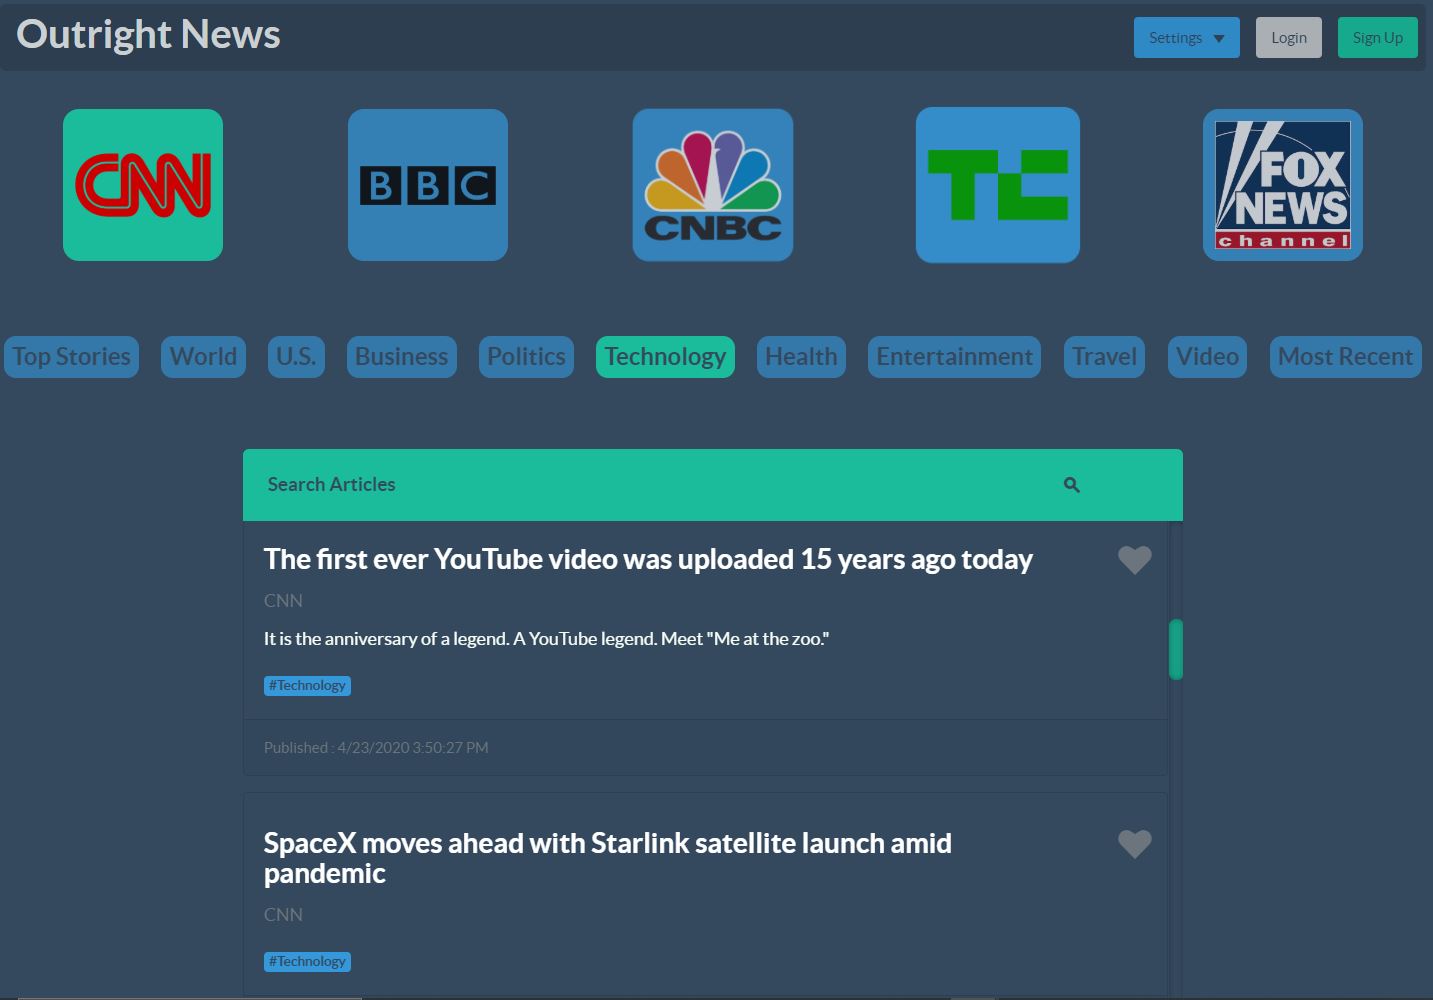 Outright News
Settings Login Sign Up
CNN
BBC
CNBC
TC
FOX
NEWS
channel
Top Stories World U.S. Business Politics Technology Health Entertainment Travel Video Most Recent
Search Articles
The first ever YouTube video was uploaded 15 years ago today
CNN
It is the anniversary of a legend. A YouTube legend. Meet "Me at the zoo."
#Technology
Published : 4/23/2020 3:50:27 PM
SpaceX moves ahead with Starlink satellite launch amid
pandemic
CNN
#Technology